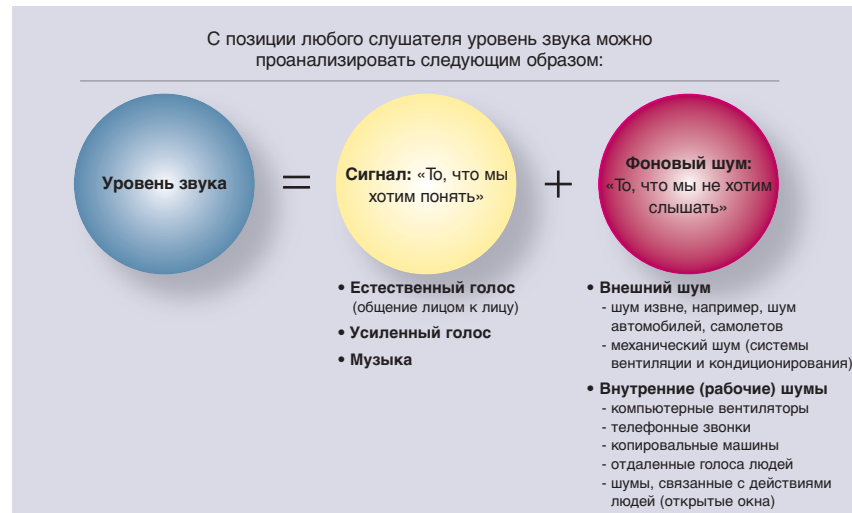 С позиции любого слушателя уровень звука можно
проанализировать следующим образом:
Уровень звука
=
Сигнал: «То, что мы
хотим понять»
+
Фоновый шум:
«То, что мы не хотим
слышать»
• Естественный голос
(общение лицом к лицу)
• Усиленный голос
• Музыка
• Внешний шум
- шум извне, например, шум
автомобилей, самолетов
- механический шум (системы
вентиляции и кондиционирования)
• Внутренние (рабочие) шумы
- компьютерные вентиляторы
- телефонные звонки
- копировальные машины
- отдаленные голоса людей
- шумы, связанные с действиями
людей (открытые окна)